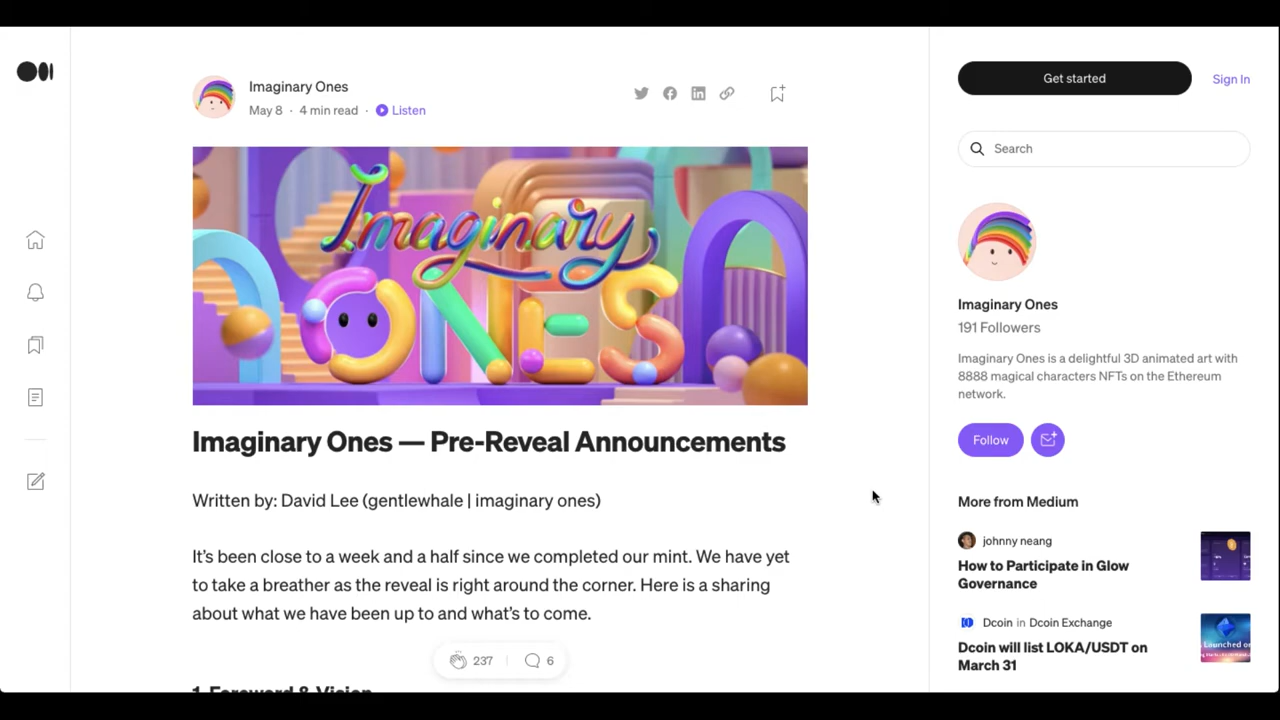 Imaginary Ones
May 8 · 4 min read · Listen
Imaginary
ONES
Imaginary Ones — Pre-Reveal Announcements
Written by: David Lee (gentlewhale | imaginary ones)
It's been close to a week and a half since we completed our mint. We have yet
to take a breather as the reveal is right around the corner. Here is a sharing
about what we have been up to and what's to come.
237
6
1. Foreword & Vision
Get started
Sign In
Search
Imaginary Ones
191 Followers
Imaginary Ones is a delightful 3D animated art with
8888 magical characters NFTs on the Ethereum
network.
Follow
More from Medium
johnny neang
How to Participate in Glow
Governance
Dcoin in Dcoin Exchange
Dcoin will list LOKA/USDT on
March 31